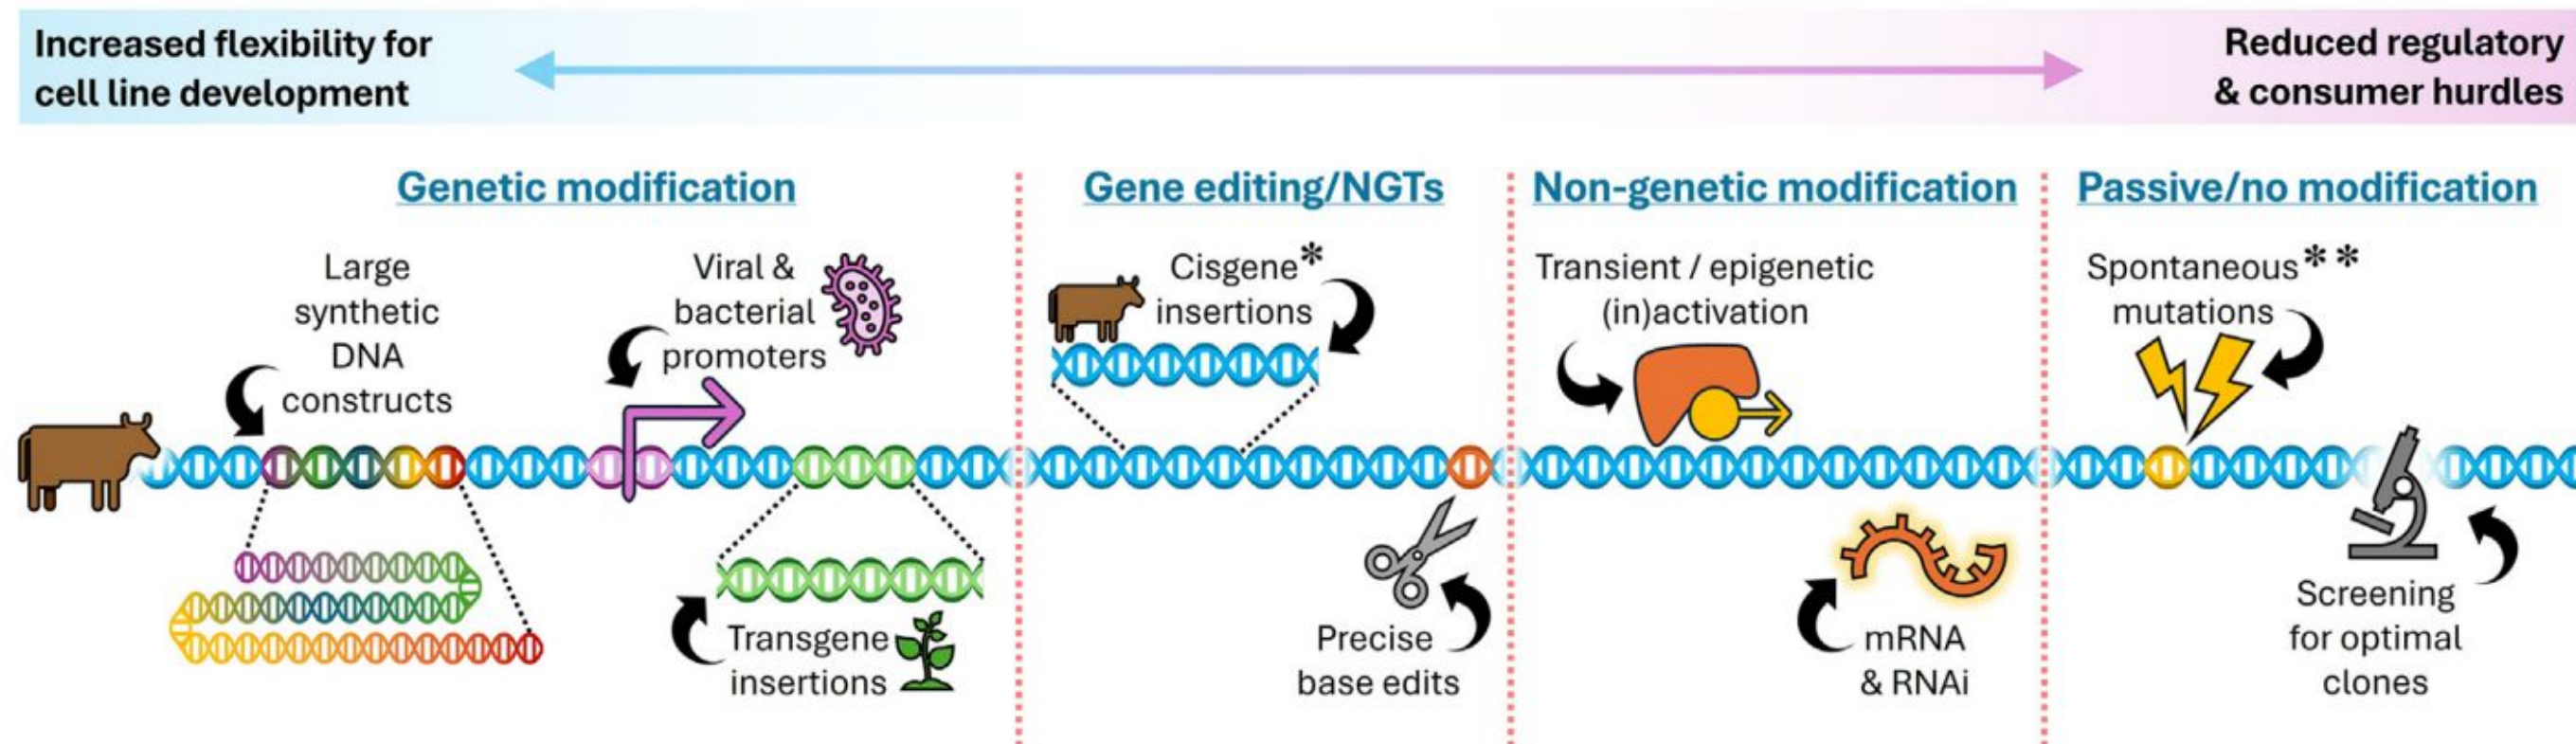 Increased flexibility for
cell line development
Reduced regulatory
& consumer hurdles
Genetic modification
Large
synthetic
DNA
constructs
Viral &
bacterial
promoters
Transgene
insertions
Gene editing/NGTs
Cisgene*
insertions
Precise
base edits
Non-genetic modification
Transient / epigenetic
(in)activation
mRNA
& RNAi
Passive/no modification
Spontaneous**
mutations
Screening
for optimal
clones